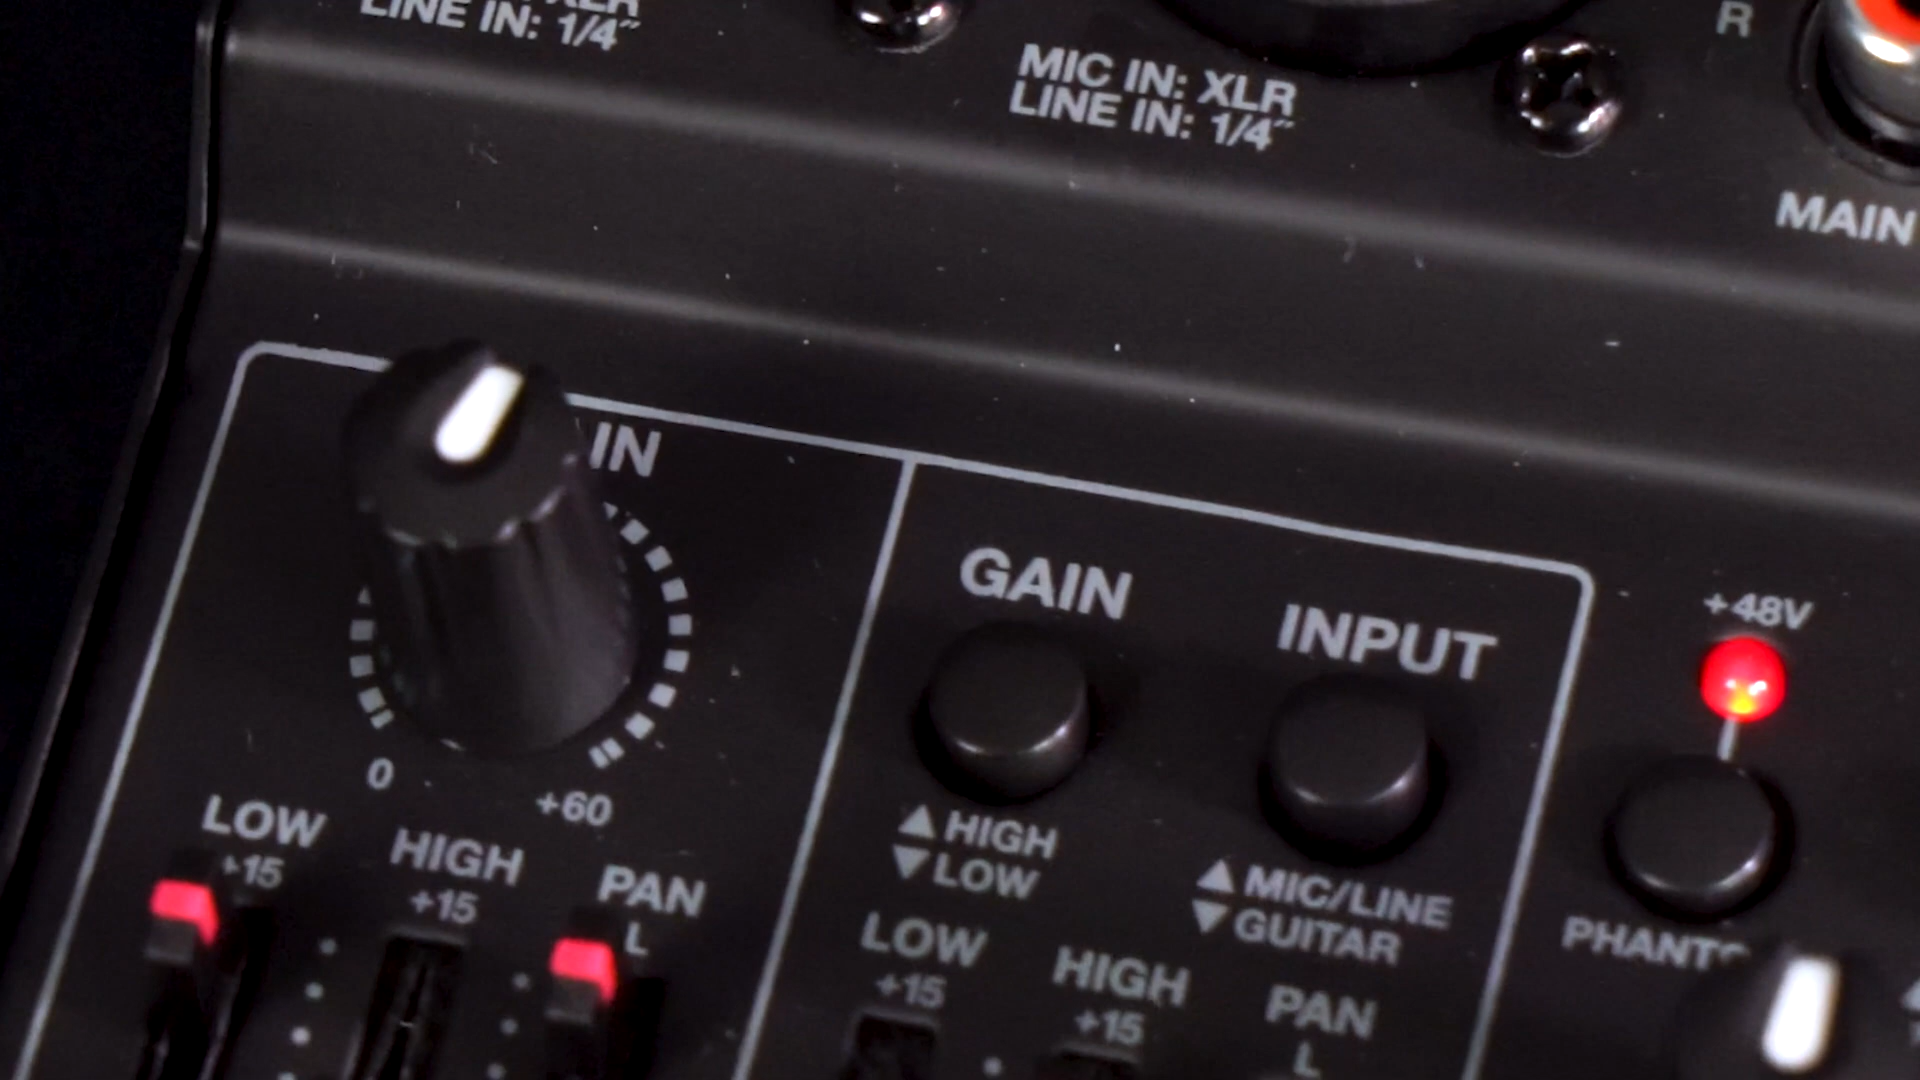 LINE IN: 1/4"
MIC IN: XLR
LINE IN: 1/4"
R
MAIN
IN
GAIN
INPUT
+48V
0
+60
▲HIGH
▼LOW
▲MIC/LINE
▼GUITAR
LOW
+15
HIGH
+15
PAN
L
LOW
+15
HIGH
+15
PAN
L